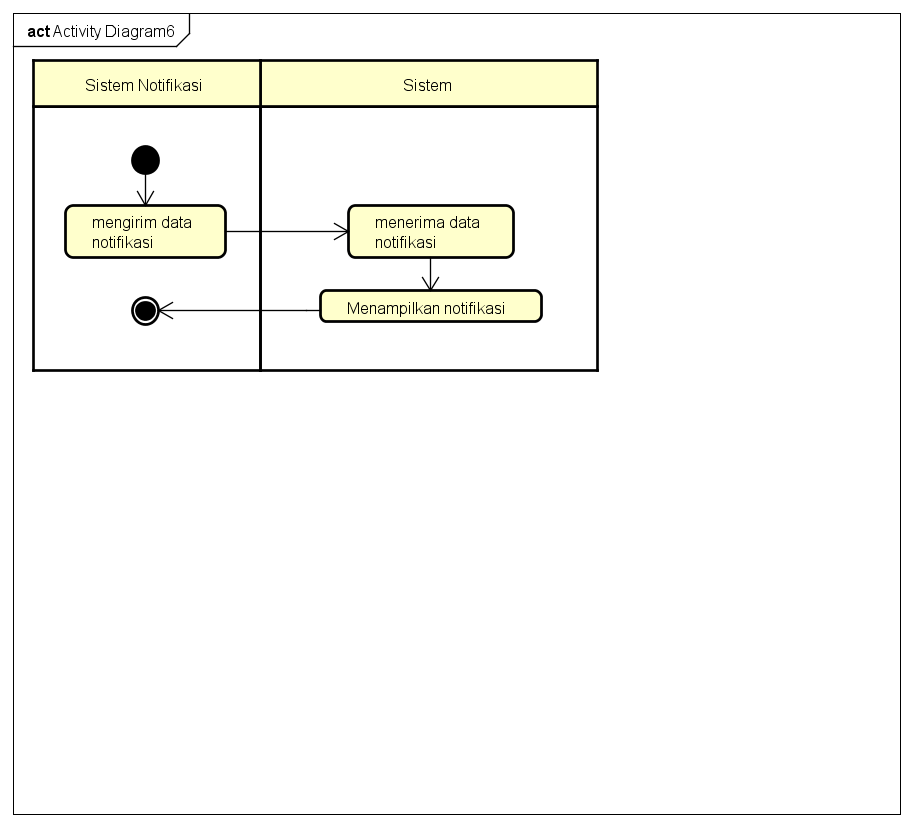 act Activity Diagram6
Sistem Notifikasi
Sistem
mengirim data
notifikasi
menerima data
notifikasi
Menampilkan notifikasi